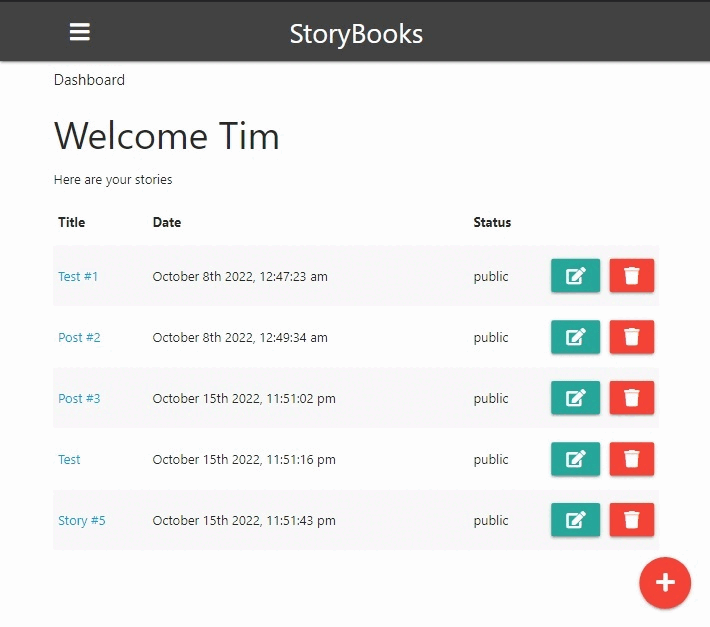 StoryBooks
Dashboard
Welcome Tim
Here are your stories
Title Date Status
Test #1 October 8th 2022, 12:47:23 am public
Post #2 October 8th 2022, 12:49:34 am public
Post #3 October 15th 2022, 11:51:02 pm public
Test October 15th 2022, 11:51:16 pm public
Story #5 October 15th 2022, 11:51:43 pm public